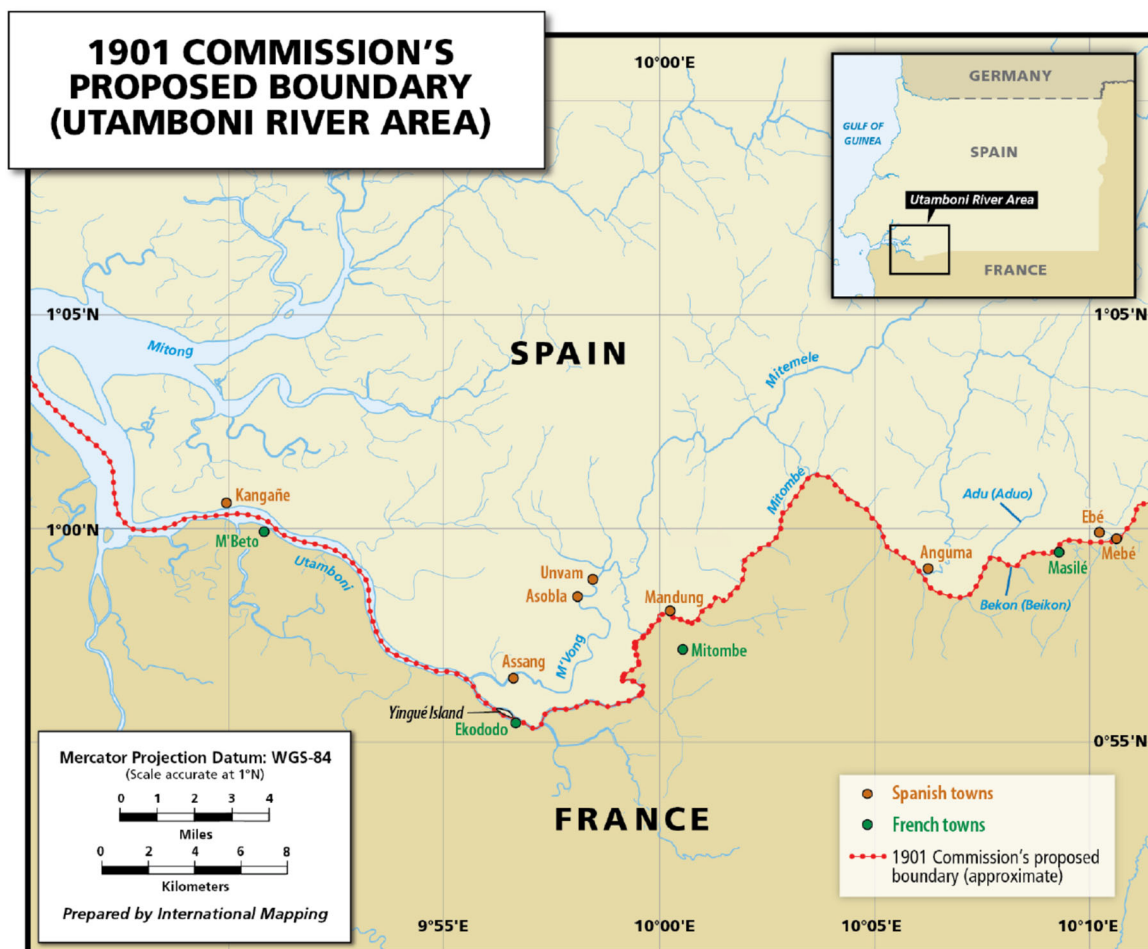 1901 COMMISSION'S
PROPOSED BOUNDARY
(UTAMBONI RIVER AREA)
10°00'E
GERMANY
GULF OF
GUINEA
SPAIN
Utamboni River Area
FRANCE
1°05'N
1°05'N
Mitong
SPAIN
Mitemele
Kangañe
M'Beto
1°00'N
Utamboni
Mitombé
Adu (Aduo)
Ebé
Mebé
Masilé
Anguma
Bekon (Beikon)
Unvam
Asobla
Mandung
M'Vong
Mitombe
Assang
Yingué Island
Ekododo
0°55'N
FRANCE
Mercator Projection Datum: WGS-84
(Scale accurate at 1°N)
0 1 2 3 4
Miles
0 2 4 6 8
Kilometers
Prepared by International Mapping
Spanish towns
French towns
1901 Commission's proposed
boundary (approximate)
9°55'E
10°00'E
10°05'E
10°10'E